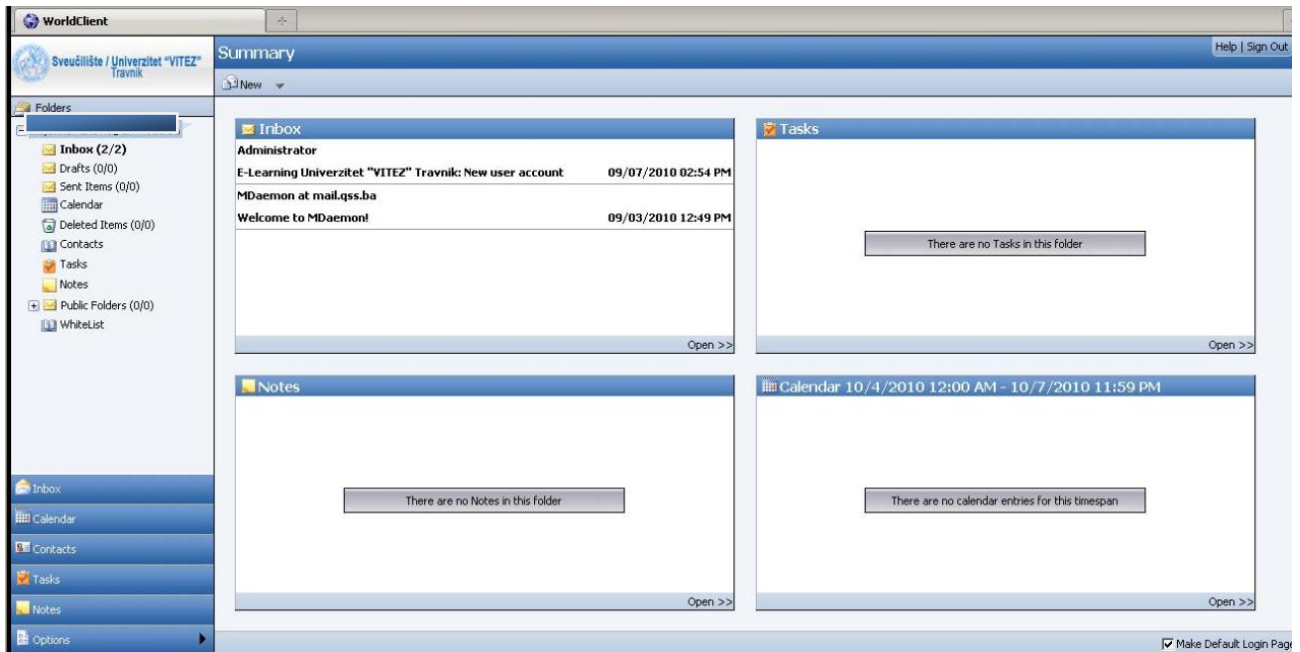 WorldClient
Sveučilište / Univerzitet "VITEZ"
Travnik
Summary
Help | Sign Out
New
Folders
Inbox (2/2)
Drafts (0/0)
Sent Items (0/0)
Calendar
Deleted Items (0/0)
Contacts
Tasks
Notes
Public Folders (0/0)
WhiteList
Inbox
Calendar
Contacts
Tasks
Notes
Options
Inbox
Administrator
E-Learning Univerzitet "VITEZ" Travnik: New user account 09/07/2010 02:54 PM
MDaemon at mail.qss.ba
Welcome to MDaemon! 09/03/2010 12:49 PM
Open >>
Tasks
There are no Tasks in this folder
Open >>
Notes
There are no Notes in this folder
Open >>
Calendar 10/4/2010 12:00 AM - 10/7/2010 11:59 PM
There are no calendar entries for this timespan
Open >>
Make Default Login Page